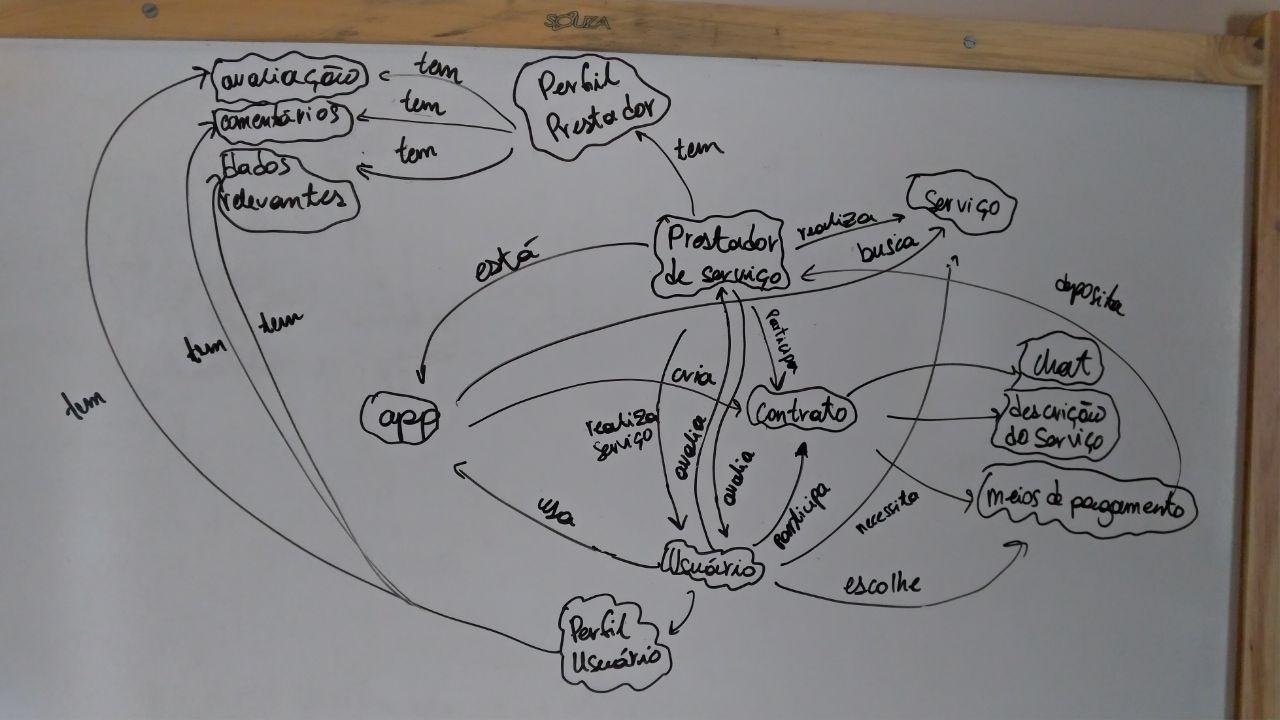 SOUZA
avaliação
tem
Perfil
Prestador
comentários
tem
dados
relevantes
tem
tem
Serviço
Prestador
de serviço
realiza
busca
está
deposita
participa
tem
tem
tem
chat
cria
app
contrato
descrição
do Serviço
realiza
serviço
avalia
avalia
meios de pagamento
usa
participa
necessita
Usuário
escolhe
Perfil
Usuário